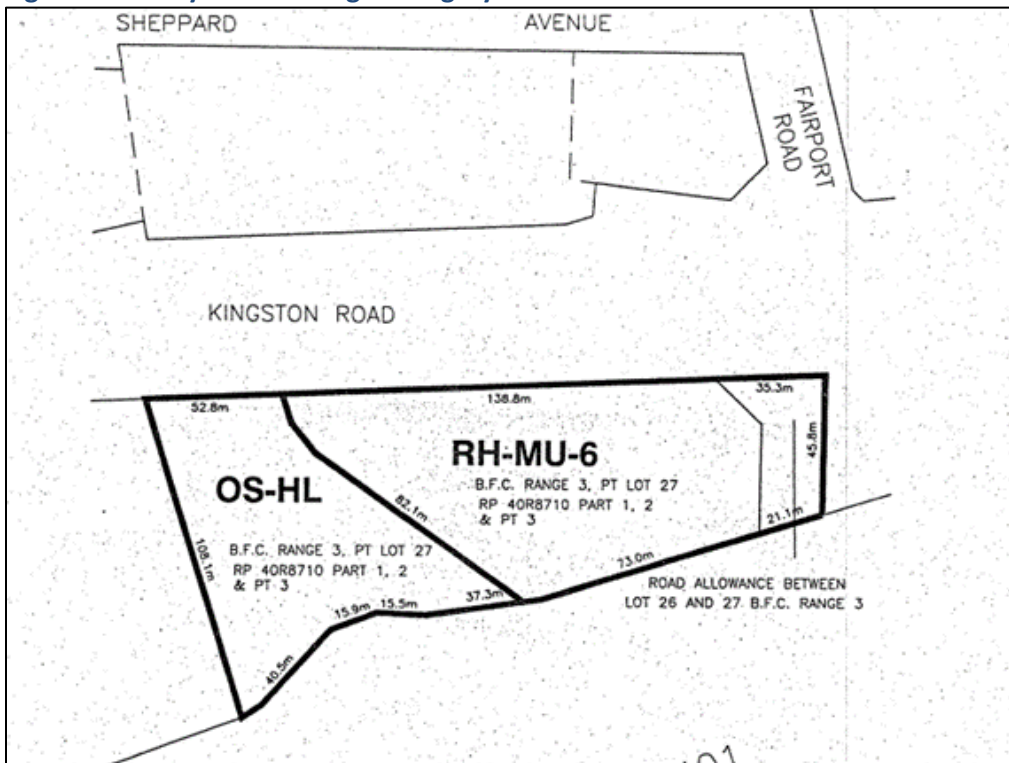 SHEPPARD AVENUE
FAIRPORT
ROAD
KINGSTON ROAD
52.8m
138.8m
35.3m
45.8m
RH-MU-6
B.F.C. RANGE 3, PT LOT 27
RP 40R8710 PART 1, 2
& PT 3
OS-HL
82.1m
B.F.C. RANGE 3, PT LOT 27
RP 40R8710 PART 1, 2
& PT 3
108.1m
21.1m
73.0m
37.3m
15.5m
15.9m
40.5m
ROAD ALLOWANCE BETWEEN
LOT 26 AND 27 B.F.C. RANGE 3